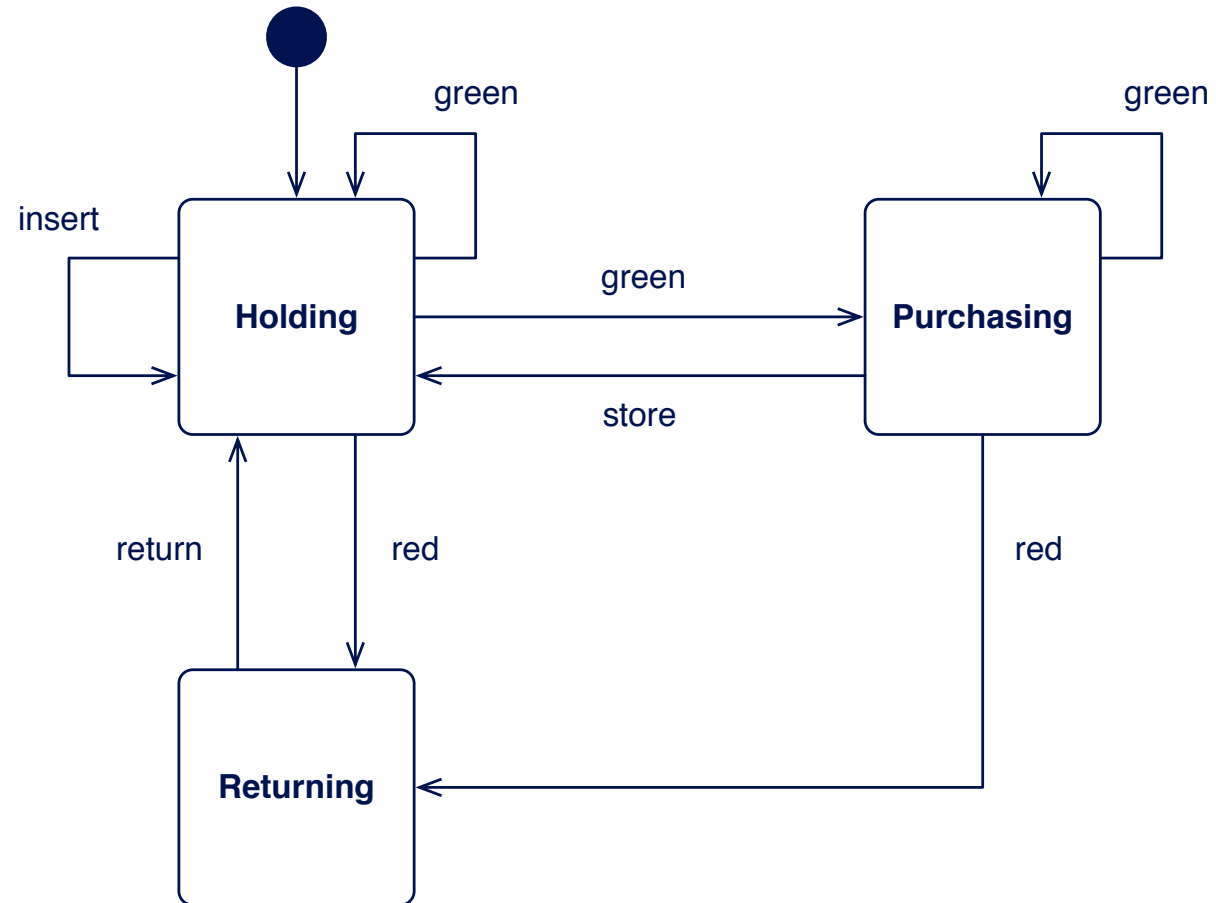 green
green
insert
green
Holding
Purchasing
store
return
red
red
Returning